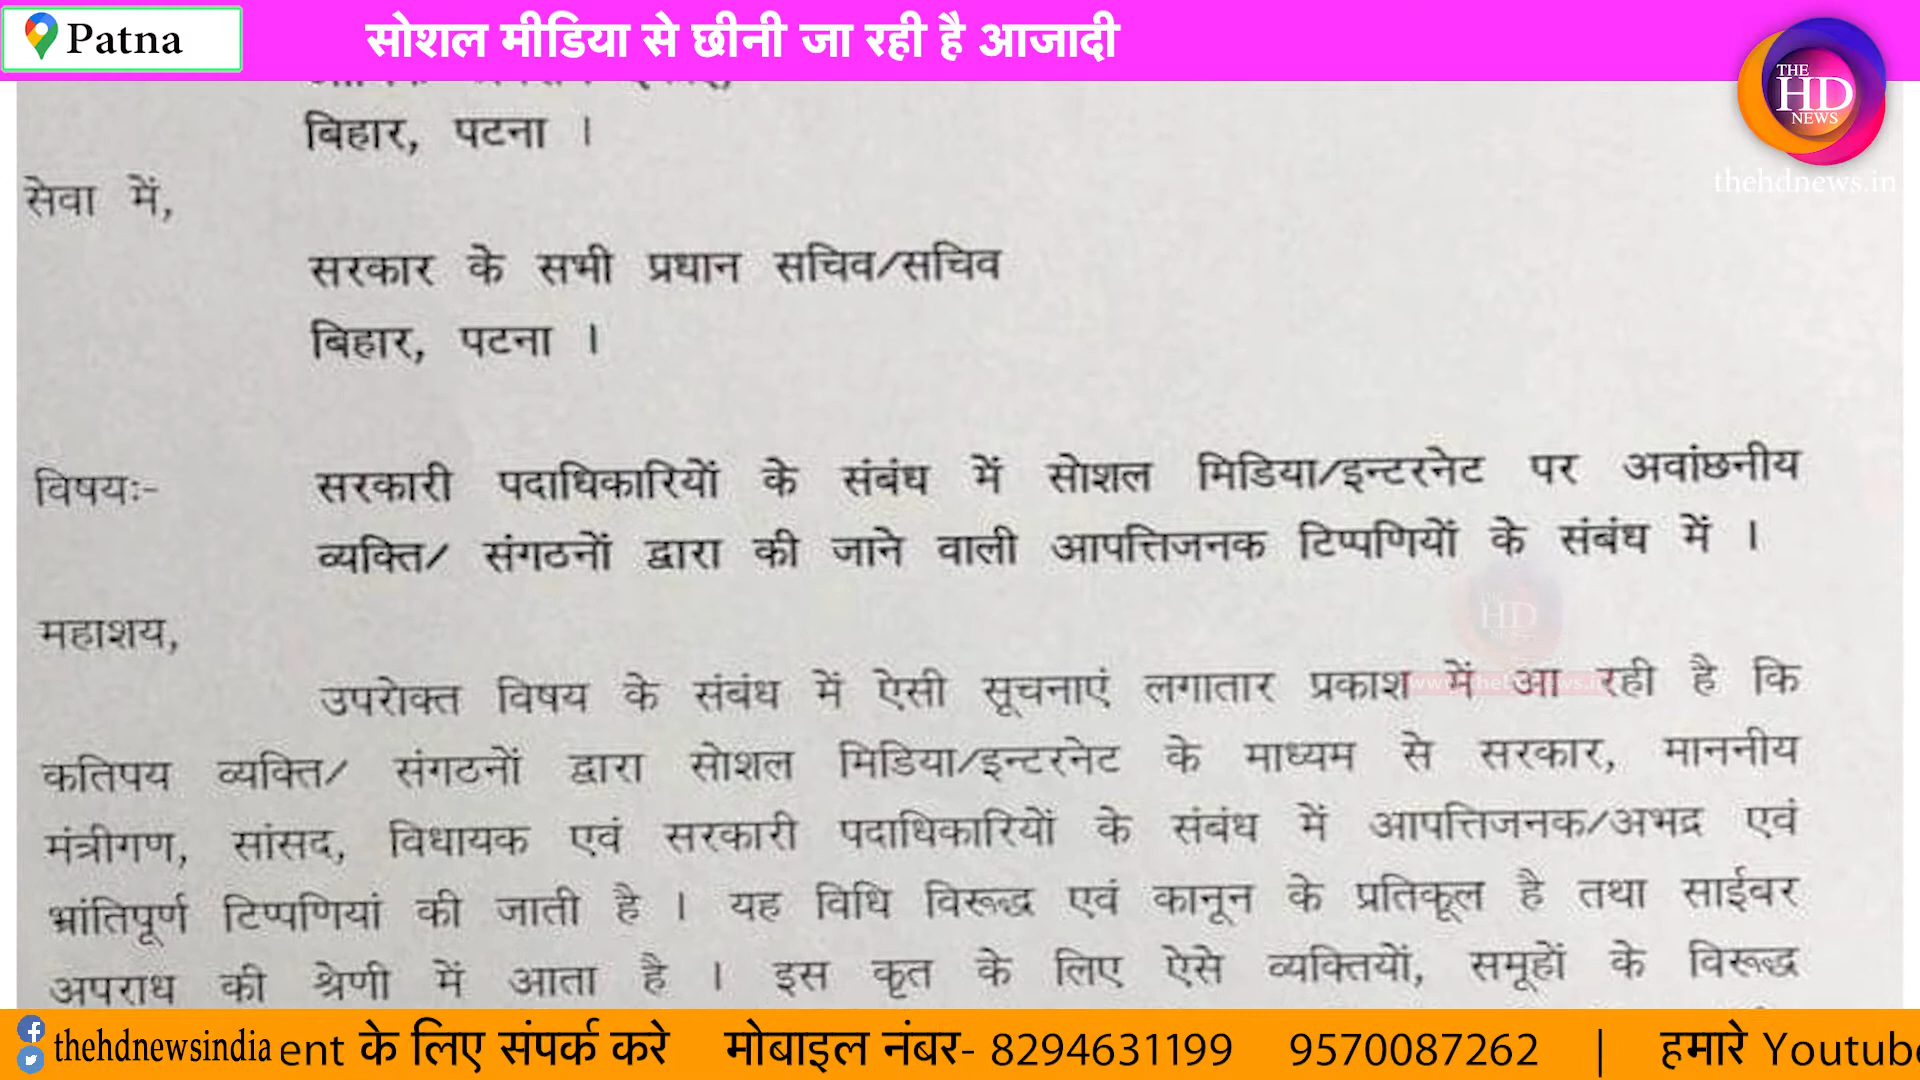 Patna
सोशल मीडिया से छीनी जा रही है आजादी
THE
HD
NEWS
thehdnews.in
बिहार, पटना ।
सेवा में,
सरकार के सभी प्रधान सचिव/सचिव
बिहार, पटना ।
विषयः- सरकारी पदाधिकारियों के संबंध में सोशल मिडिया/इन्टरनेट पर अवांछनीय
व्यक्ति/ संगठनों द्वारा की जाने वाली आपत्तिजनक टिप्पणियों के संबंध में ।
महाशय,
उपरोक्त विषय के संबंध में ऐसी सूचनाएं लगातार प्रकाश में आ रही है कि
कतिपय व्यक्ति/ संगठनों द्वारा सोशल मिडिया/इन्टरनेट के माध्यम से सरकार, माननीय
मंत्रीगण, सांसद, विधायक एवं सरकारी पदाधिकारियों के संबंध में आपत्तिजनक/अभद्र एवं
भ्रांतिपूर्ण टिप्पणियां की जाती है । यह विधि विरूद्ध एवं कानून के प्रतिकूल है तथा साईबर
अपराध की श्रेणी में आता है । इस कृत के लिए ऐसे व्यक्तियों, समूहों के विरूद्ध
THE
HD
NEWS
thehdnewsindia ent के लिए संपर्क करे मोबाइल नंबर- 8294631199 9570087262 | हमारे Youtube